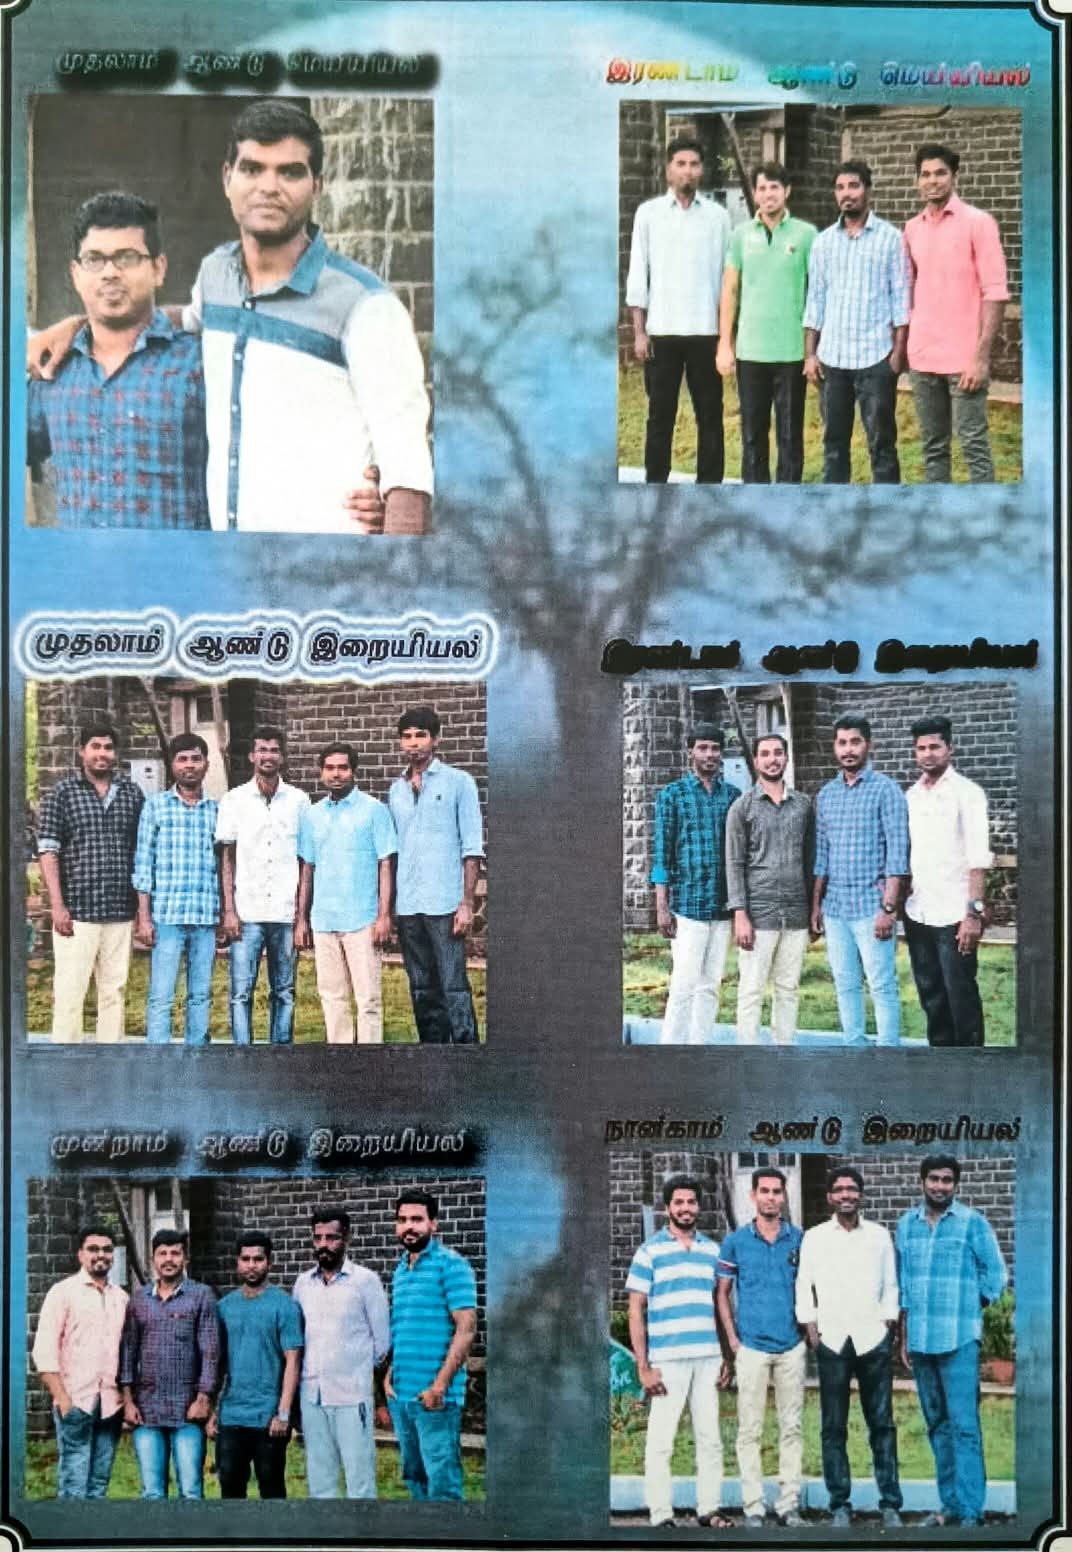 முதலாம் ஆண்டு மெய்யியல்
இரண்டாம் ஆண்டு மெய்யியல்
முதலாம் ஆண்டு இறையியல்
இரண்டாம் ஆண்டு இறையியல்
மூன்றாம் ஆண்டு இறையியல்
நான்காம் ஆண்டு இறையியல்